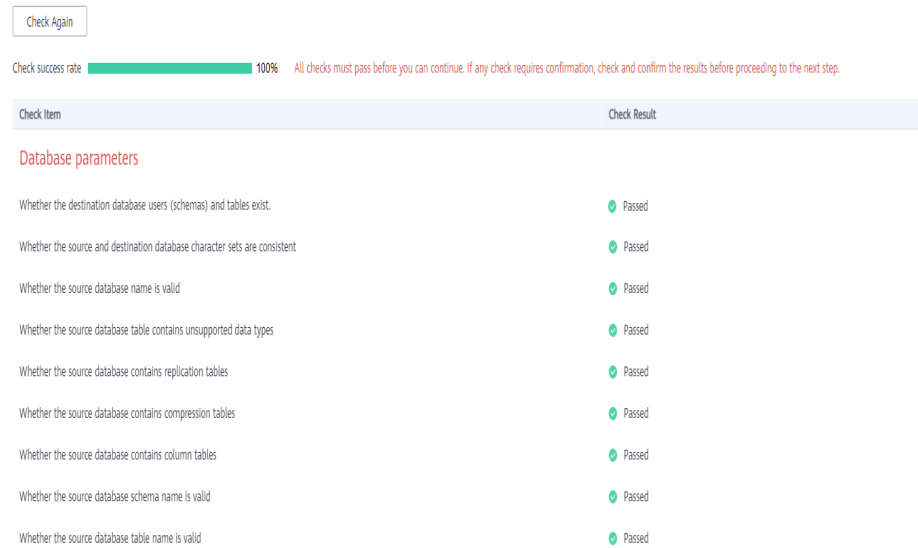 Check Again
Check success rate 100% All checks must pass before you can continue. If any check requires confirmation, check and confirm the results before proceeding to the next step.
Check Item Check Result
Database parameters
Whether the destination database users (schemas) and tables exist. Passed
Whether the source and destination database character sets are consistent Passed
Whether the source database name is valid Passed
Whether the source database table contains unsupported data types Passed
Whether the source database contains replication tables Passed
Whether the source database contains compression tables Passed
Whether the source database contains column tables Passed
Whether the source database schema name is valid Passed
Whether the source database table name is valid Passed